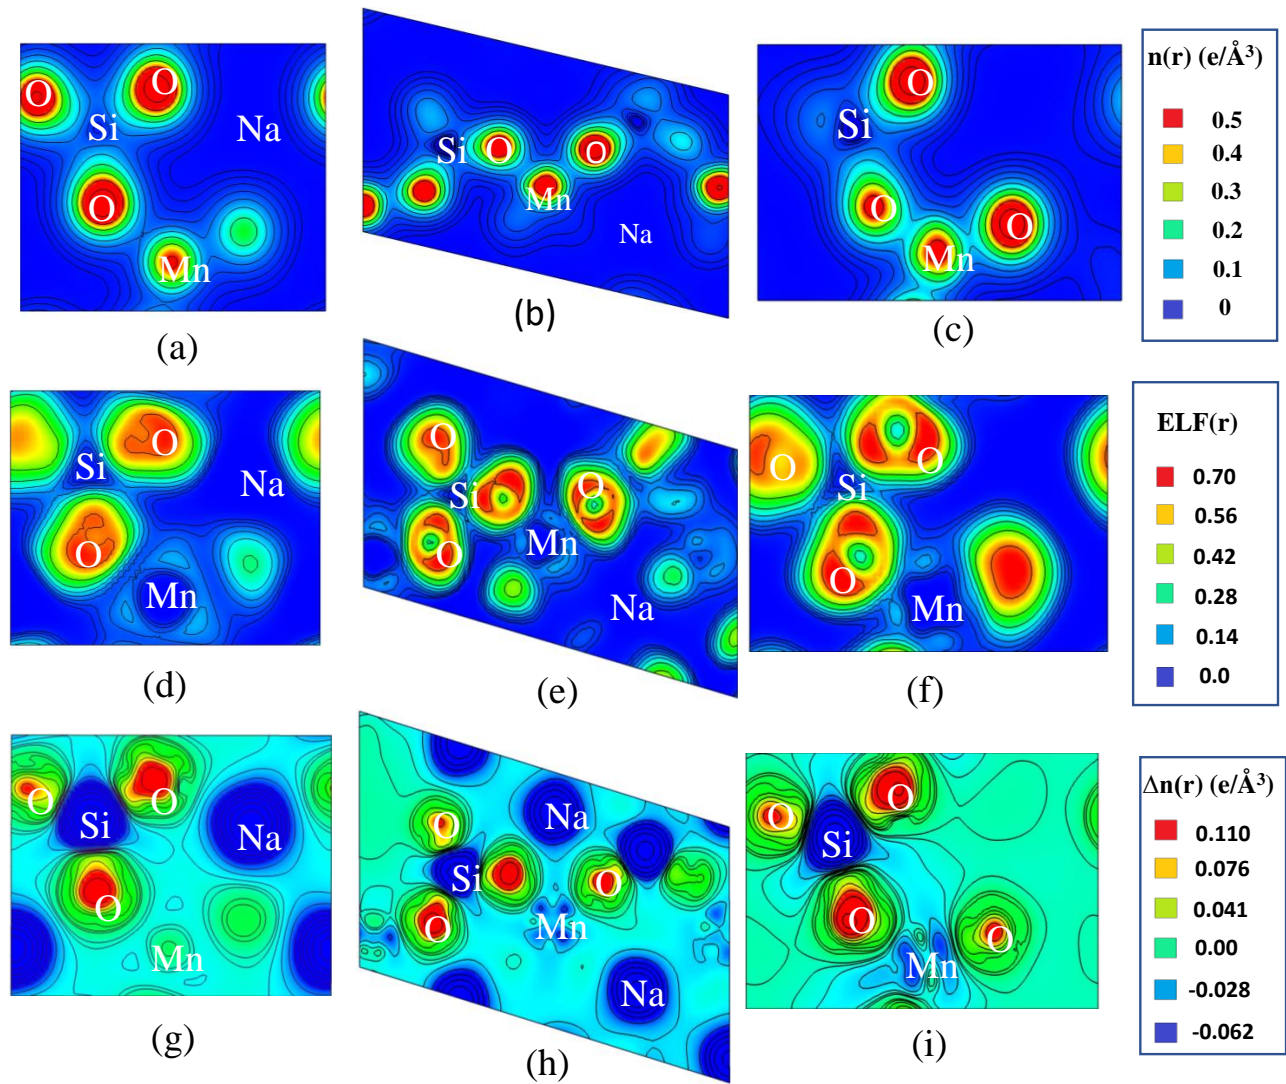 O
O
Si
Na
O
Mn
(a)
Si
O
O
Mn
Na
(b)
O
Si
O
O
Mn
(c)
n(r) (e/Å³)
0.5
0.4
0.3
0.2
0.1
0
O
Si
Na
O
Mn
(d)
O
Si
O
Mn
O
Na
(e)
O
O
Si
O
Mn
(f)
ELF(r)
0.70
0.56
0.42
0.28
0.14
0.0
O
O
Si
Na
O
Mn
(g)
Na
O
Si
O
O
Mn
Na
(h)
O
O
Si
O
O
Mn
(i)
Δn(r) (e/Å³)
0.110
0.076
0.041
0.00
-0.028
-0.062